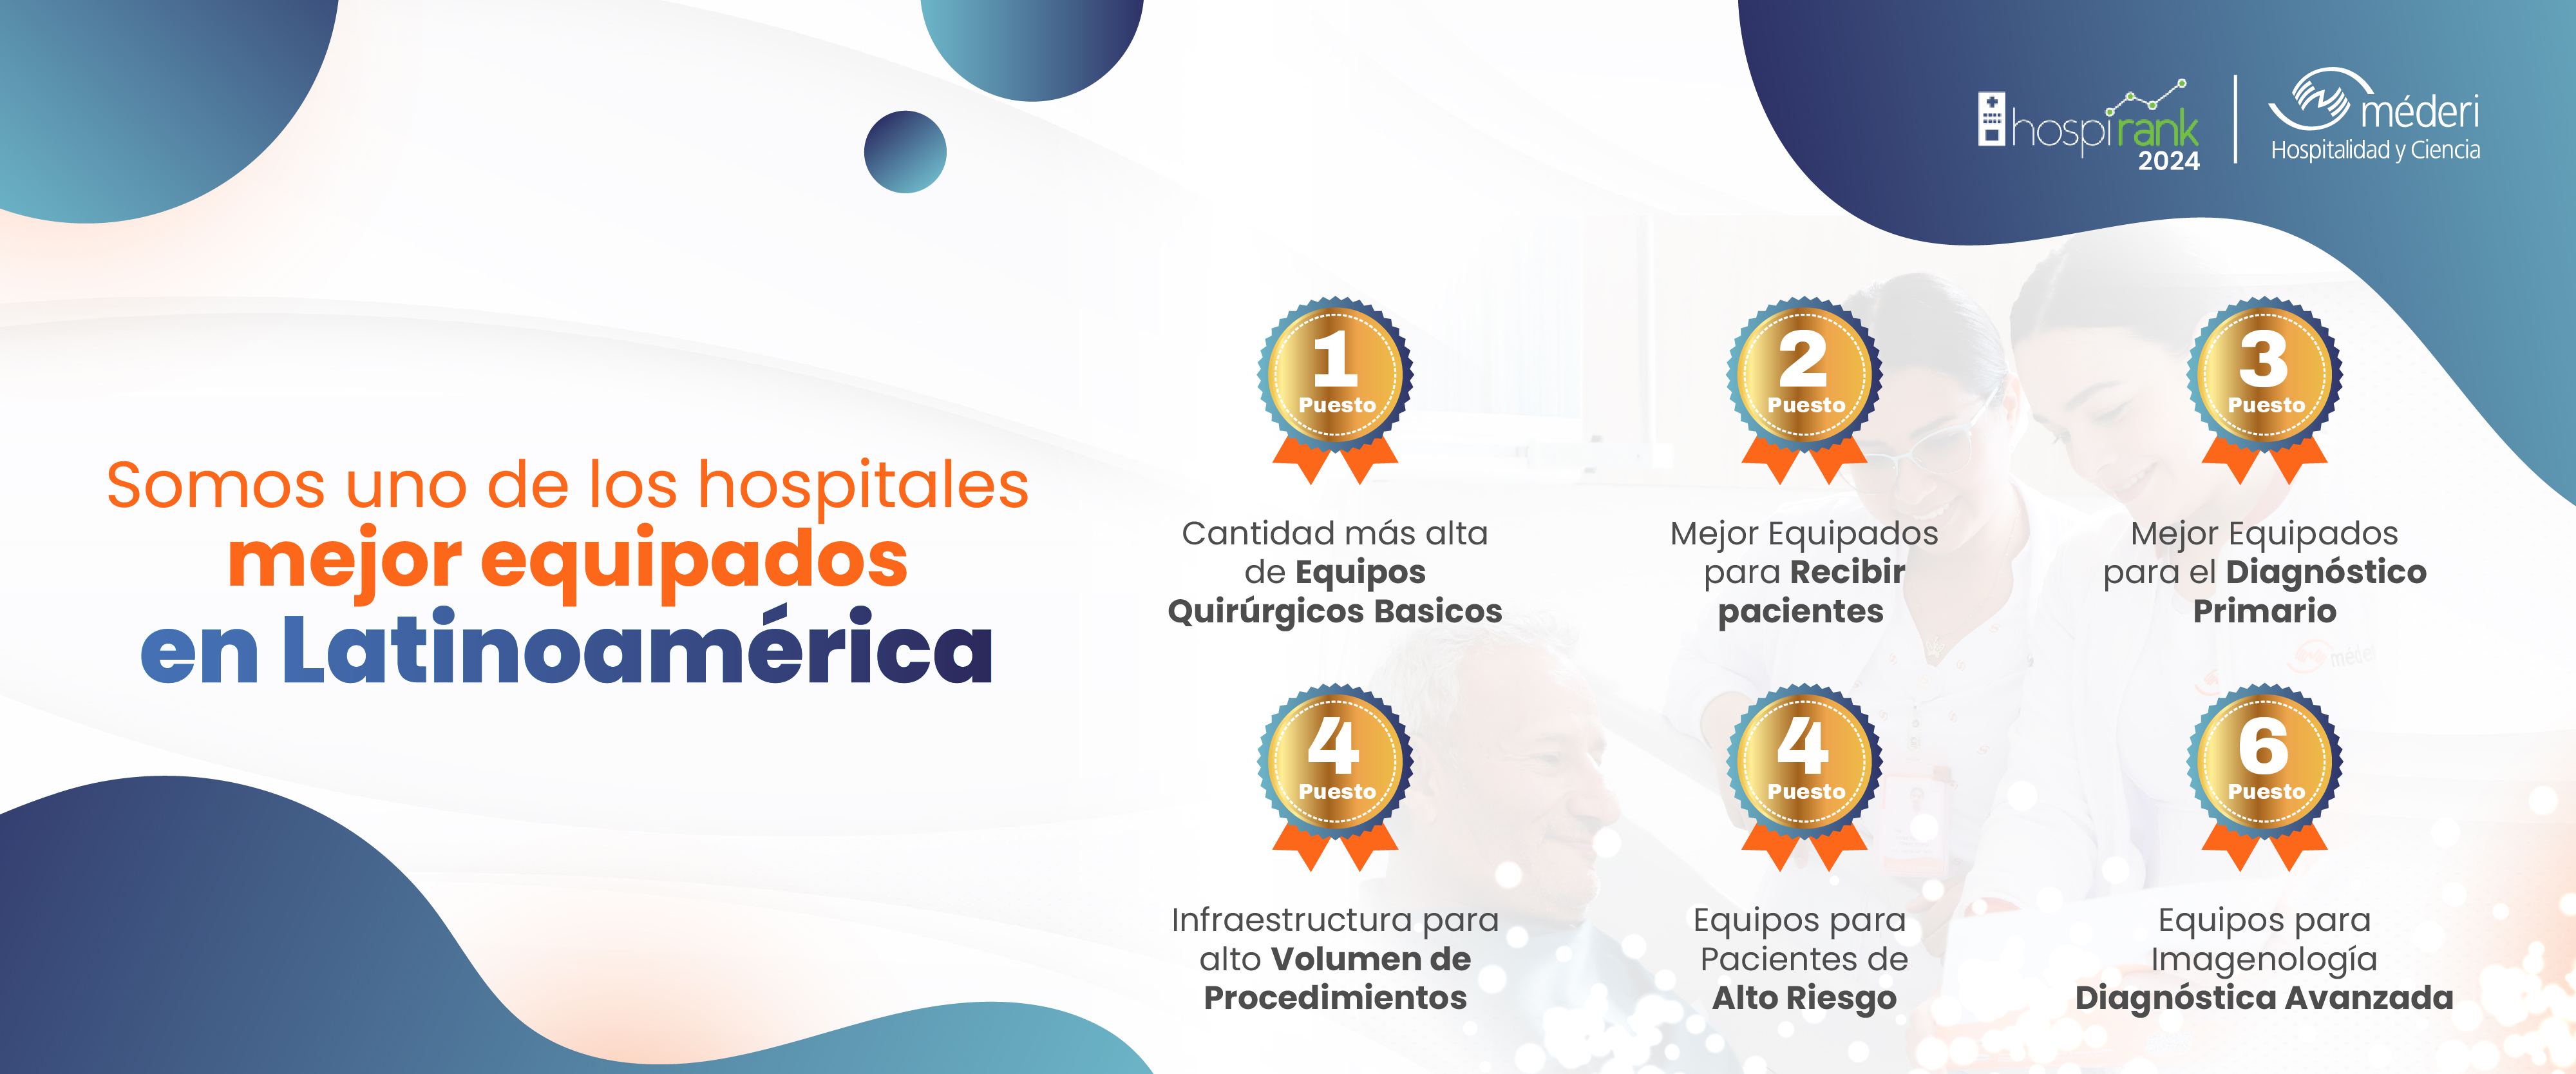 hospirank
2024
méderi
Hospitalidad y Ciencia
Somos uno de los hospitales
mejor equipados
en Latinoamérica
1
Puesto
Cantidad más alta
de Equipos
Quirúrgicos Basicos
2
Puesto
Mejor Equipados
para Recibir
pacientes
3
Puesto
Mejor Equipados
para el Diagnóstico
Primario
méderi
4
Puesto
Infraestructura para
alto Volumen de
Procedimientos
4
Puesto
Equipos para
Pacientes de
Alto Riesgo
6
Puesto
Equipos para
Imagenología
Diagnóstica Avanzada